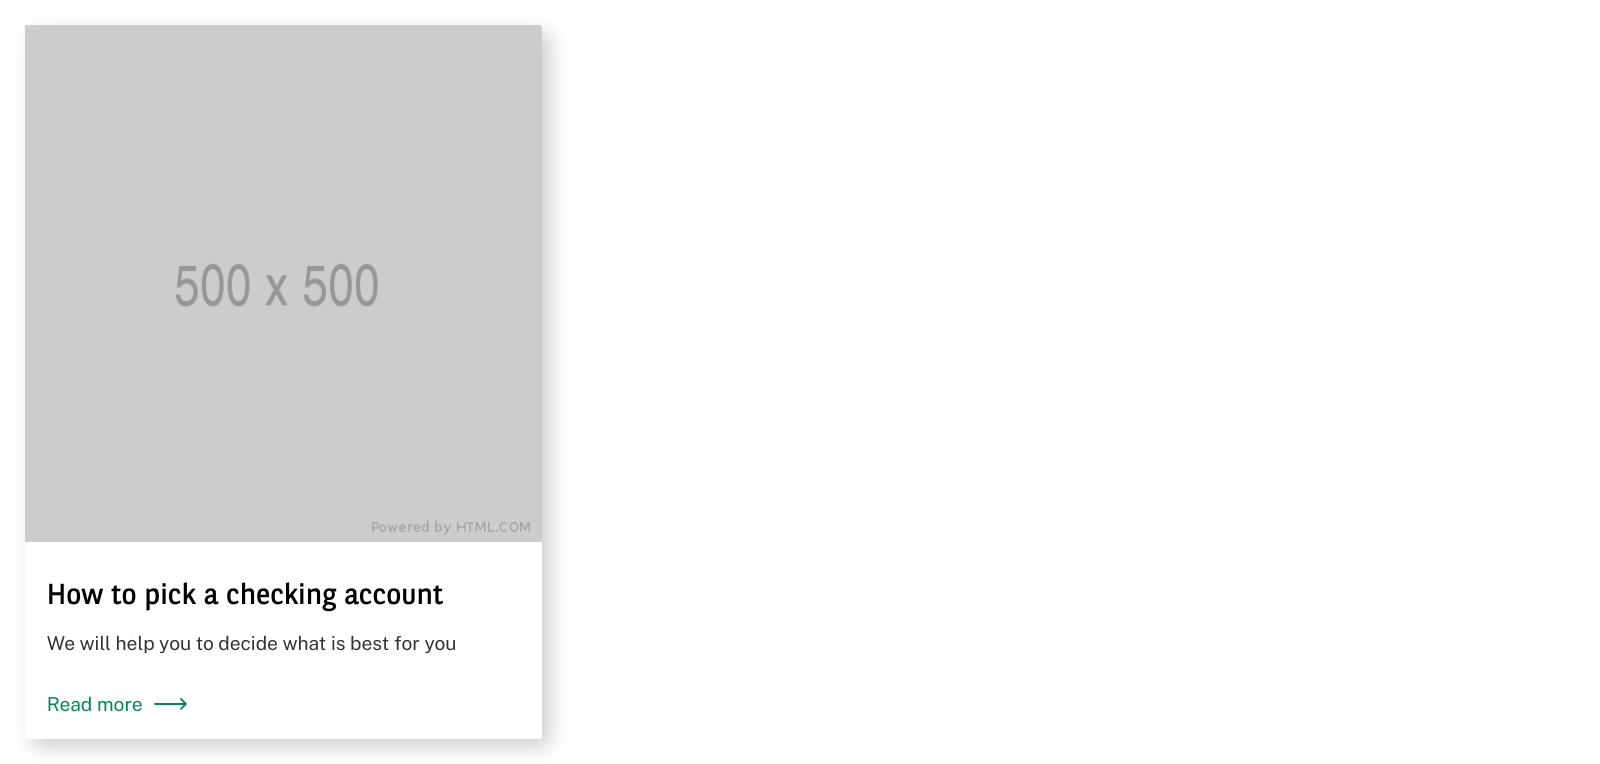 500 x 500
Powered by HTML.COM
How to pick a checking account
We will help you to decide what is best for you
Read more